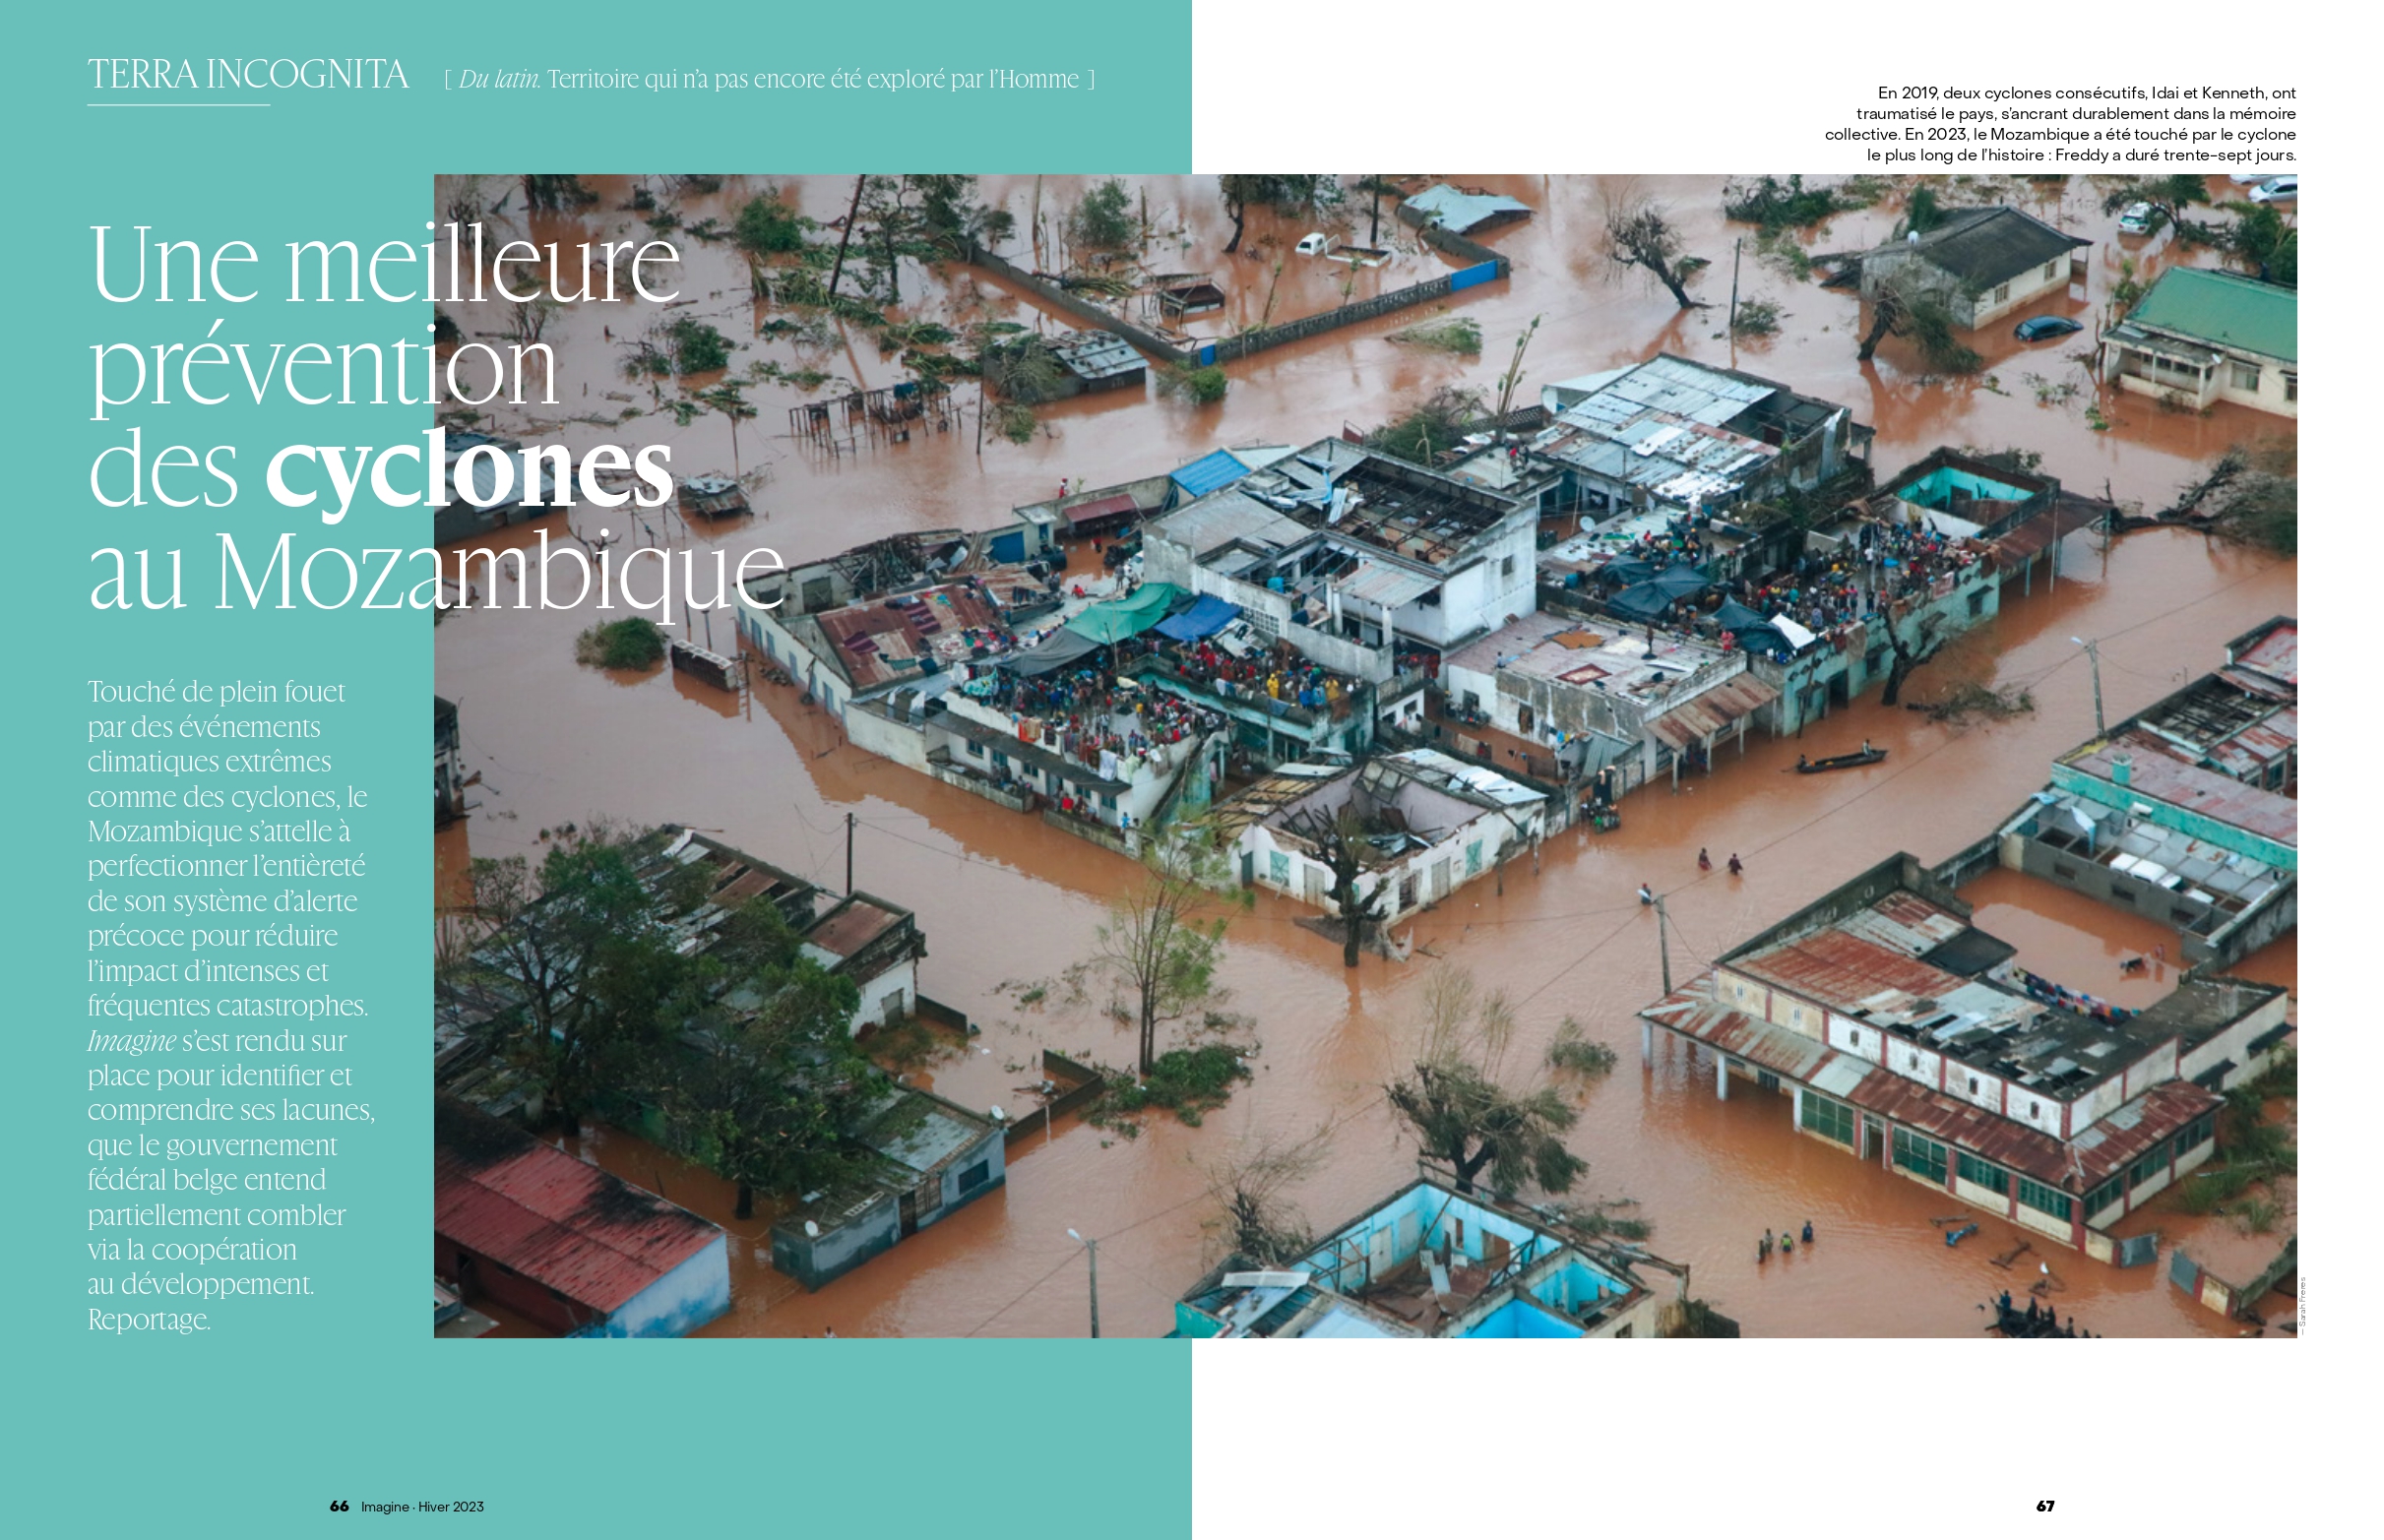 TERRA INCOGNITA [ Du latin. Territoire qui n’a pas encore été exploré par l’Homme ]
En 2019, deux cyclones consécutifs, Idai et Kenneth, ont
traumatisé le pays, s’ancrant durablement dans la mémoire
collective. En 2023, le Mozambique a été touché par le cyclone
le plus long de l’histoire : Freddy a duré trente-sept jours.
Une meilleure
prévention
des cyclones
au Mozambique
Touché de plein fouet
par des événements
climatiques extrêmes
comme des cyclones, le
Mozambique s’attelle à
perfectionner l’entièreté
de son système d’alerte
précoce pour réduire
l’impact d’intenses et
fréquentes catastrophes.
Imagine s’est rendu sur
place pour identifier et
comprendre ses lacunes,
que le gouvernement
fédéral belge entend
partiellement combler
via la coopération
au développement.
Reportage.
— Sarah Freres
66 Imagine · Hiver 2023
67